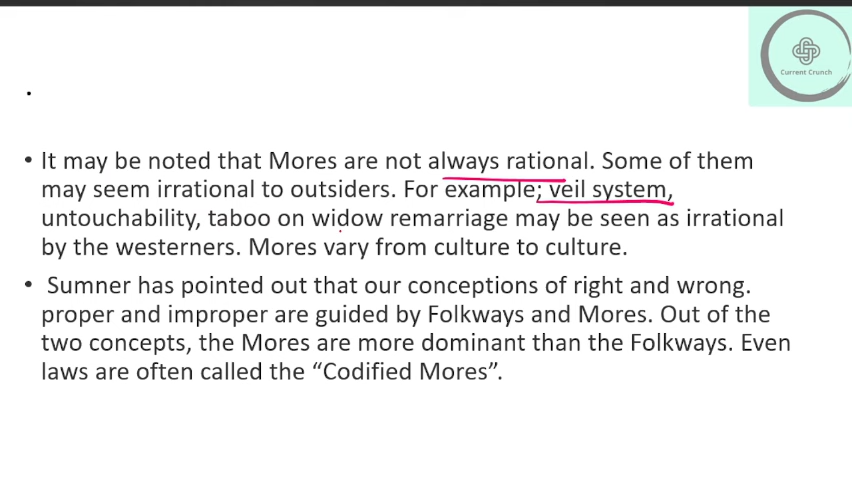 Current Crunch
.
• It may be noted that Mores are not always rational. Some of them
may seem irrational to outsiders. For example; veil system,
untouchability, taboo on widow remarriage may be seen as irrational
by the westerners. Mores vary from culture to culture.
• Sumner has pointed out that our conceptions of right and wrong.
proper and improper are guided by Folkways and Mores. Out of the
two concepts, the Mores are more dominant than the Folkways. Even
laws are often called the “Codified Mores”.